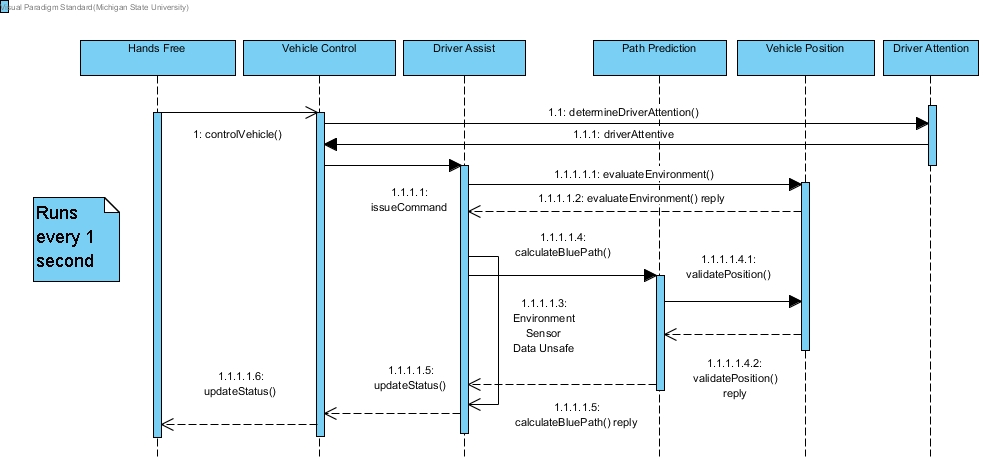 Visual Paradigm Standard(Michigan State University)
Hands Free
Vehicle Control
Driver Assist
Path Prediction
Vehicle Position
Driver Attention
1: controlVehicle()
1.1: determineDriverAttention()
1.1.1: driverAttentive
1.1.1.1:
issueCommand
1.1.1.1.1: evaluateEnvironment()
1.1.1.1.2: evaluateEnvironment() reply
Runs
every 1
second
1.1.1.1.4:
calculateBluePath()
1.1.1.1.4.1:
validatePosition()
1.1.1.1.3:
Environment
Sensor
Data Unsafe
1.1.1.1.6:
updateStatus()
1.1.1.1.5:
updateStatus()
1.1.1.1.4.2:
validatePosition()
reply
1.1.1.1.5:
calculateBluePath() reply